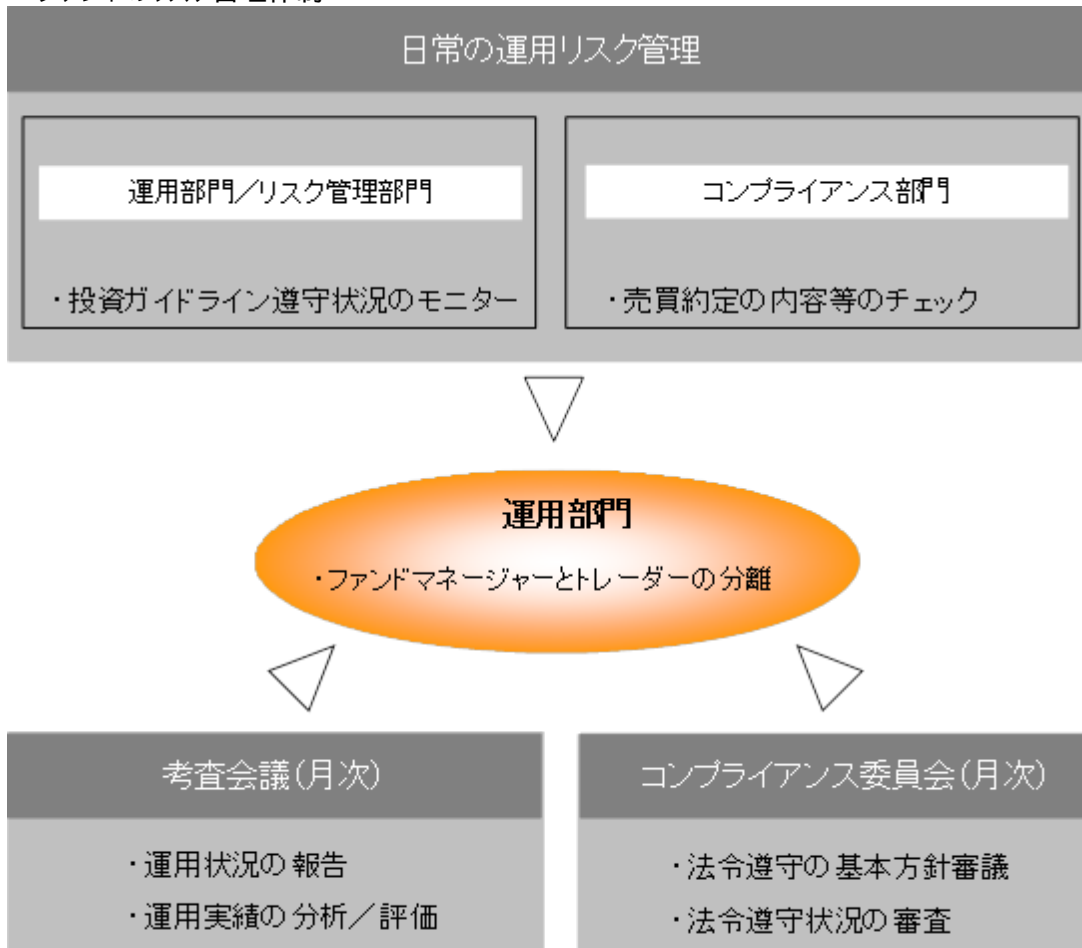 日常の運用リスク管理
運用部門／リスク管理部門
・投資ガイドライン遵守状況のモニター
コンプライアンス部門
・売買約定の内容等のチェック
運用部門
・ファンドマネージャーとトレーダーの分離
考査会議（月次）
・運用状況の報告
・運用実績の分析／評価
コンプライアンス委員会（月次）
・法令遵守の基本方針審議
・法令遵守状況の審査